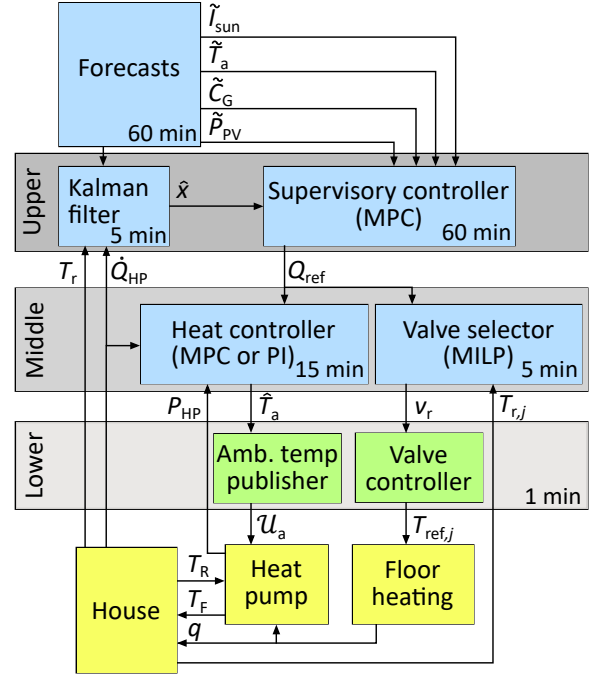 Ĩsun
Forecasts
T̃a
C̃G
P̃PV
60 min
Upper
Kalman
filter
5 min
x̂
Supervisory controller
(MPC)
60 min
Tr
Q̇HP
Qref
Middle
Heat controller
(MPC or PI)
15 min
Valve selector
(MILP)
5 min
PHP
T̂a
vr
Tr,j
Lower
Amb. temp
publisher
Valve
controller
1 min
𝒰a
Tref,j
House
TR
TF
q
Heat
pump
Floor
heating